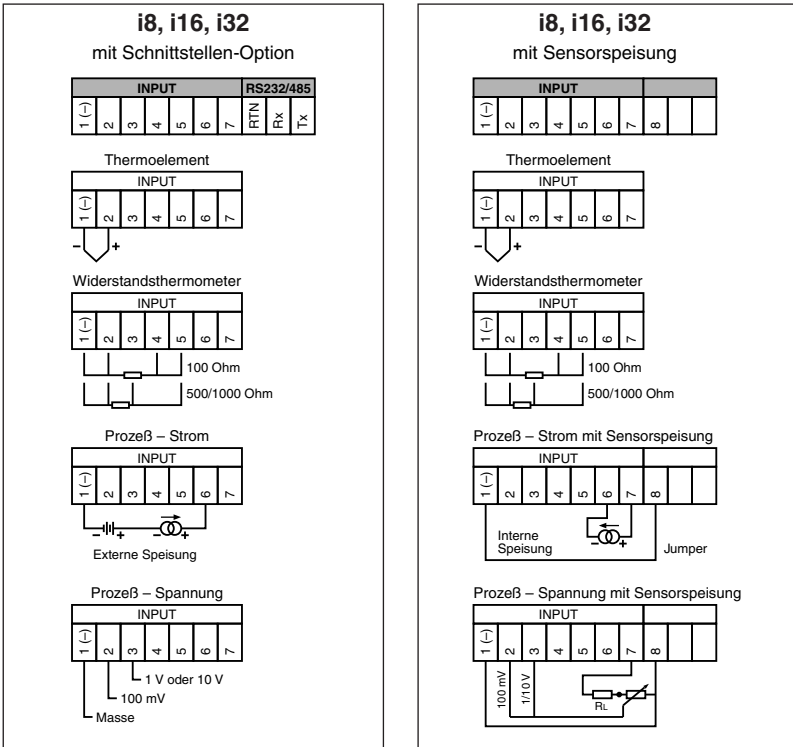 i8, i16, i32
mit Schnittstellen-Option
INPUT RS232/485
1 (–) 2 3 4 5 6 7 RTN Rx Tx
Thermoelement
INPUT
1 (–) 2 3 4 5 6 7
– +
Widerstandsthermometer
INPUT
1 (–) 2 3 4 5 6 7
100 Ohm
500/1000 Ohm
Prozeß – Strom
INPUT
1 (–) 2 3 4 5 6 7
– + – +
Externe Speisung
Prozeß – Spannung
INPUT
1 (–) 2 3 4 5 6 7
1 V oder 10 V
100 mV
Masse
i8, i16, i32
mit Sensorspeisung
INPUT
1 (–) 2 3 4 5 6 7 8
Thermoelement
INPUT
1 (–) 2 3 4 5 6 7
– +
Widerstandsthermometer
INPUT
1 (–) 2 3 4 5 6 7
100 Ohm
500/1000 Ohm
Prozeß – Strom mit Sensorspeisung
INPUT
1 (–) 2 3 4 5 6 7 8
Interne
Speisung
– +
Jumper
Prozeß – Spannung mit Sensorspeisung
INPUT
1 (–) 2 3 4 5 6 7 8
100 mV
1/10 V
RL